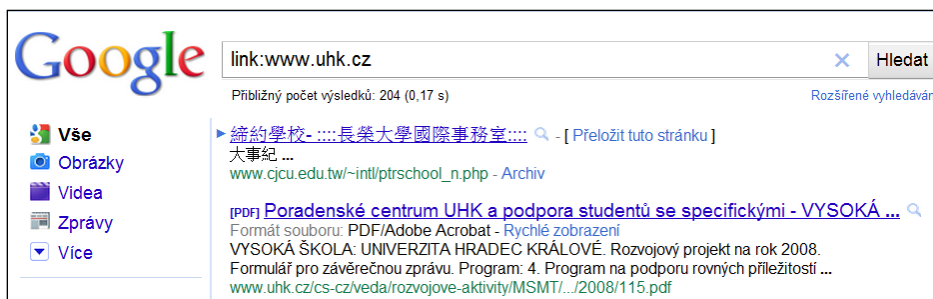 Google
link:www.uhk.cz
Hledat
Přibližný počet výsledků: 204 (0,17 s)
Rozšířené vyhledáván
Vše
Obrázky
Videa
Zprávy
Více
締約學校- ::::長榮大學國際事務室:::: - [ Přeložit tuto stránku ]
大事紀 ...
www.cjcu.edu.tw/~intl/ptrschool_n.php - Archiv
[PDF] Poradenské centrum UHK a podpora studentů se specifickými - VYSOKÁ ...
Formát souboru: PDF/Adobe Acrobat - Rychlé zobrazení
VYSOKÁ ŠKOLA: UNIVERZITA HRADEC KRÁLOVÉ. Rozvojový projekt na rok 2008.
Formulář pro závěrečnou zprávu. Program: 4. Program na podporu rovných příležitostí ...
www.uhk.cz/cs-cz/veda/rozvojove-aktivity/MSMT/.../2008/115.pdf